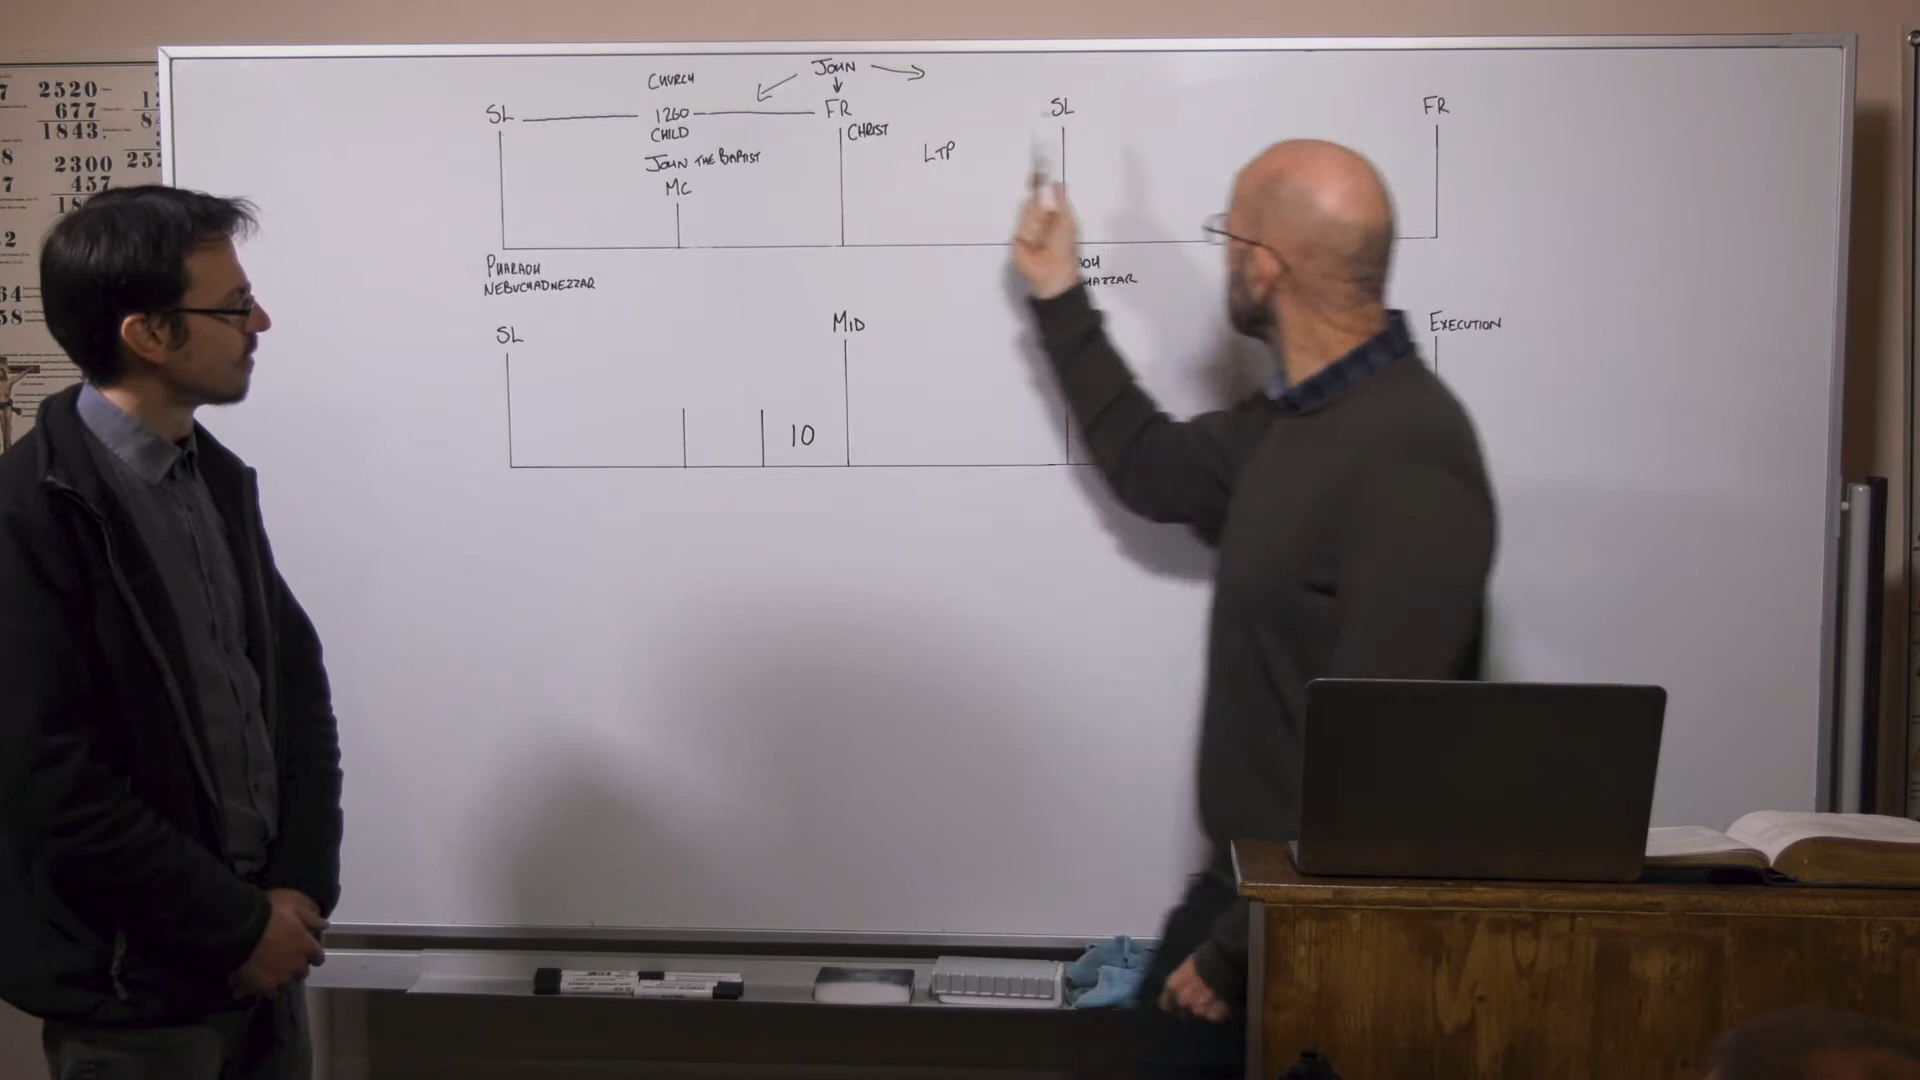 JOHN
CHURCH
SL 1260 FR SL FR
CHILD CHRIST
JOHN THE BAPTIST LTP
MC
PHARAOH
NEBUCHADNEZZAR
SL MID EXECUTION
10
2520
677
1843
2300
457